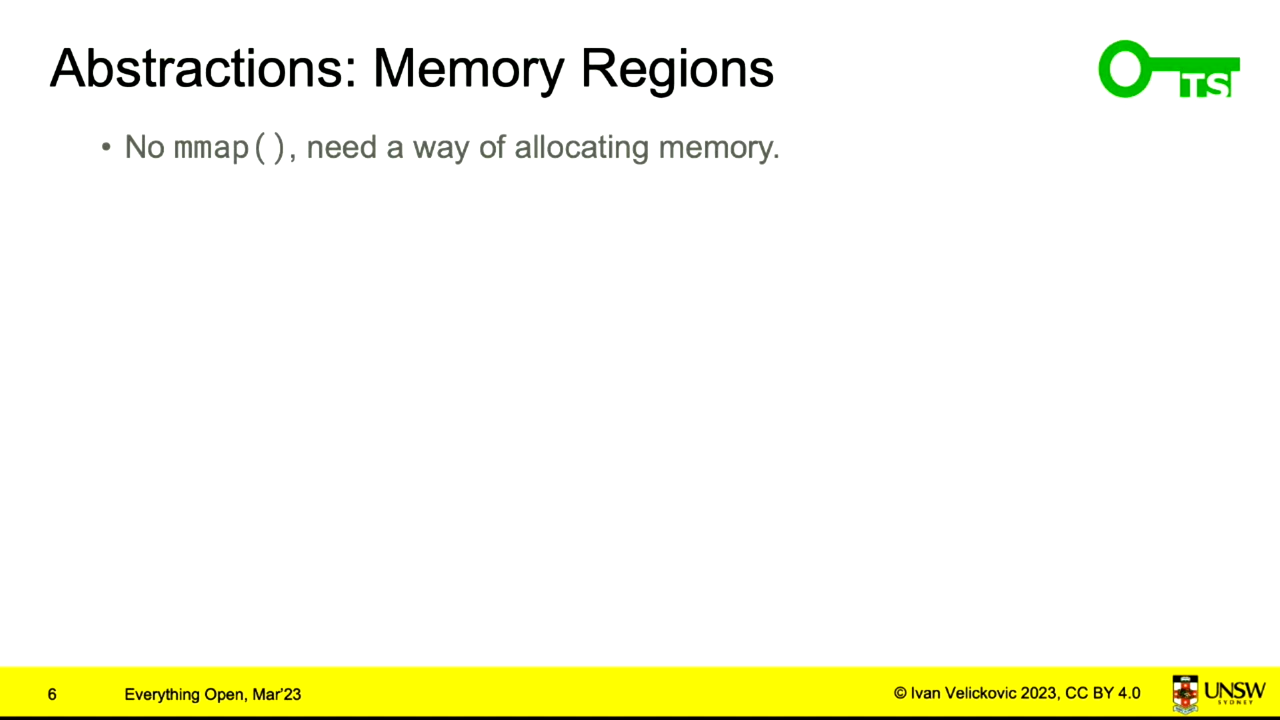 Abstractions: Memory Regions
TS
• No mmap(), need a way of allocating memory.
6 Everything Open, Mar'23 © Ivan Velickovic 2023, CC BY 4.0
UNSW
SYDNEY